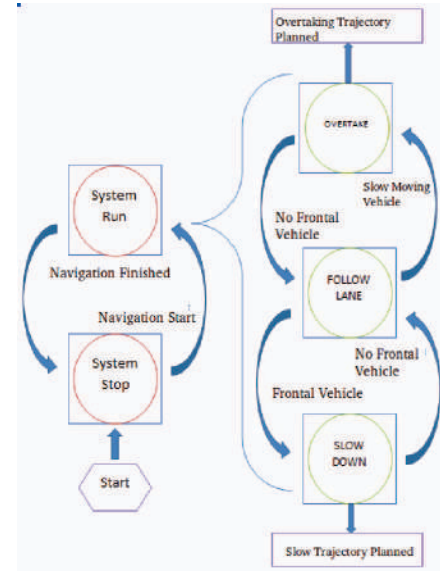 Overtaking Trajectory
Planned
OVERTAKE
System
Run
Slow Moving
Vehicle
No Frontal
Vehicle
Navigation Finished
FOLLOW
LANE
Navigation Start
No Frontal
Vehicle
System
Stop
Frontal Vehicle
SLOW
DOWN
Start
Slow Trajectory Planned